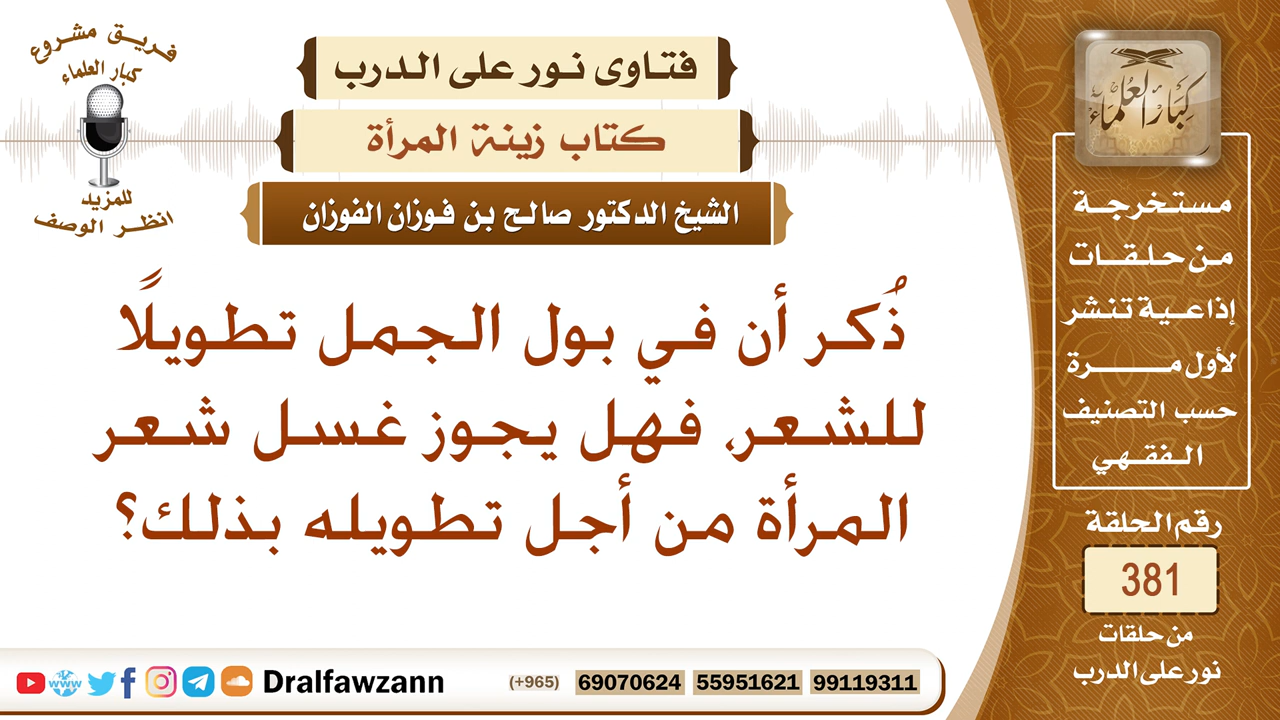 فريق مشروع
كبار العلماء
للمزيد
انظر الوصف
فتاوى نور على الدرب
كتاب زينة المرأة
الشيخ الدكتور صالح بن فوزان الفوزان
ذُكر أن في بول الجمل تطويلًا
للشعر، فهل يجوز غسل شعر
المرأة من أجل تطويله بذلك؟
كبار العلماء
مستخرجة
من حلقات
إذاعية تنشر
لأول مرة
حسب التصنيف
الفقهي
رقم الحلقة
381
من حلقات
نور على الدرب
www Dralfawzann (+965) 69070624 55951621 99119311